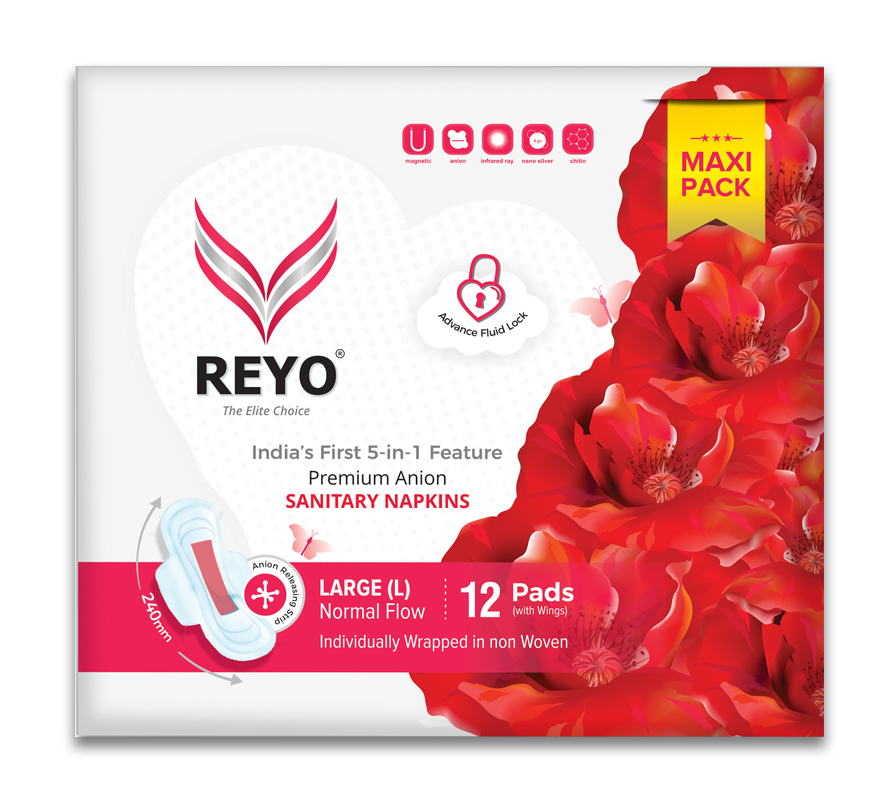 magnetic
anion
infrared ray
nano silver
chitin
MAXI
PACK
Advance Fluid Lock
REYO®
The Elite Choice
India's First 5-in-1 Feature
Premium Anion
SANITARY NAPKINS
Anion Releasing Strip
240mm
LARGE (L)
Normal Flow
12 Pads
(with Wings)
Individually Wrapped in non Woven